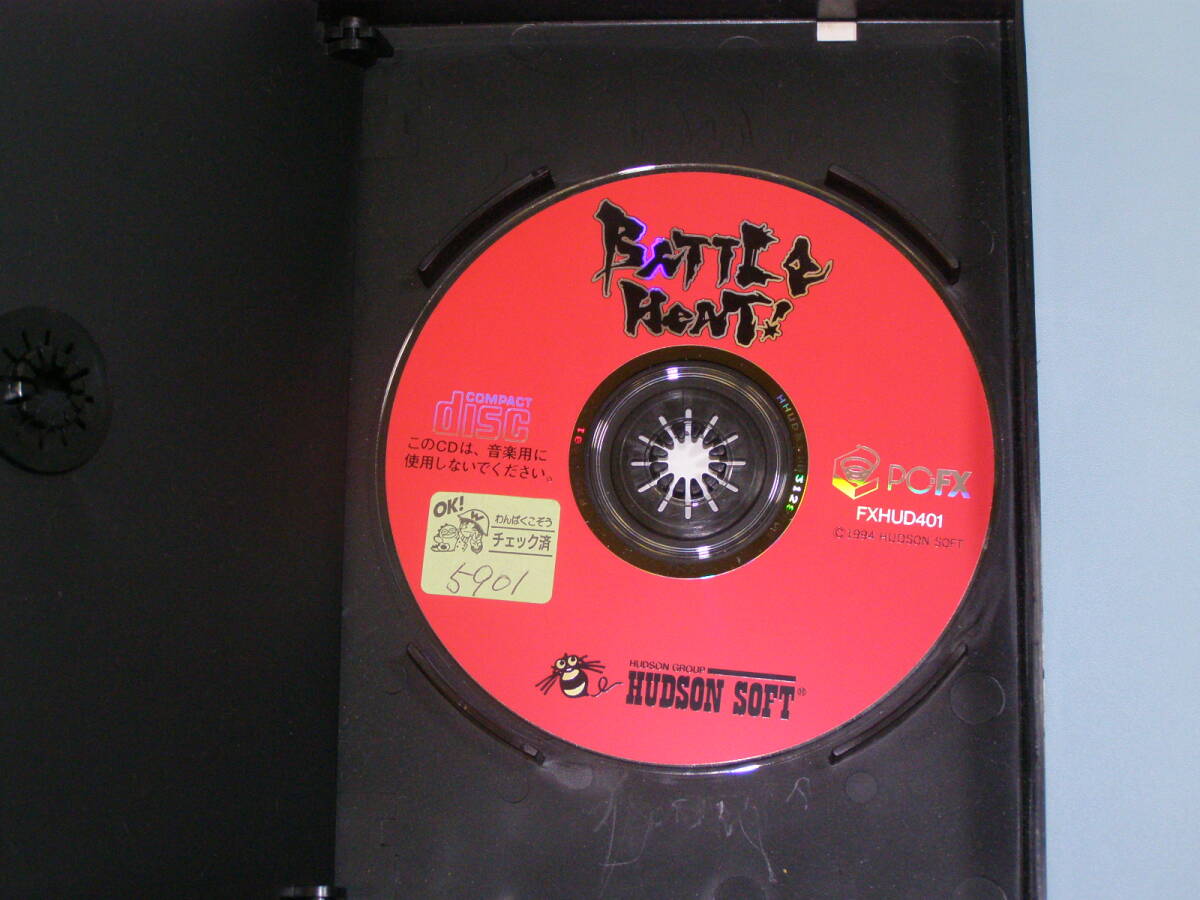 BATTLE
HEAT!
COMPACT
disc
このCDは、音楽用に
使用しないでください。
OK!
わんぱくこぞう
チェック済
5901
PC-FX
FXHUD401
© 1994 HUDSON SOFT
HUDSON GROUP
HUDSON SOFT®